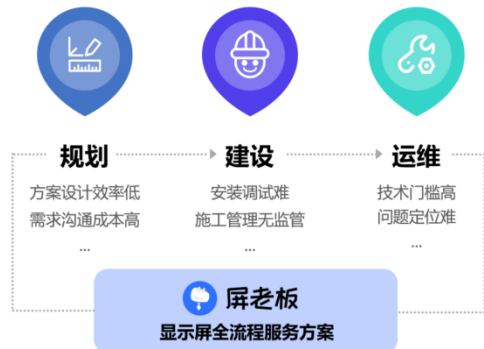 规划
建设
运维
方案设计效率低
安装调试难
技术门槛高
需求沟通成本高
施工管理无监管
问题定位难
...
...
...
屏老板
显示屏全流程服务方案